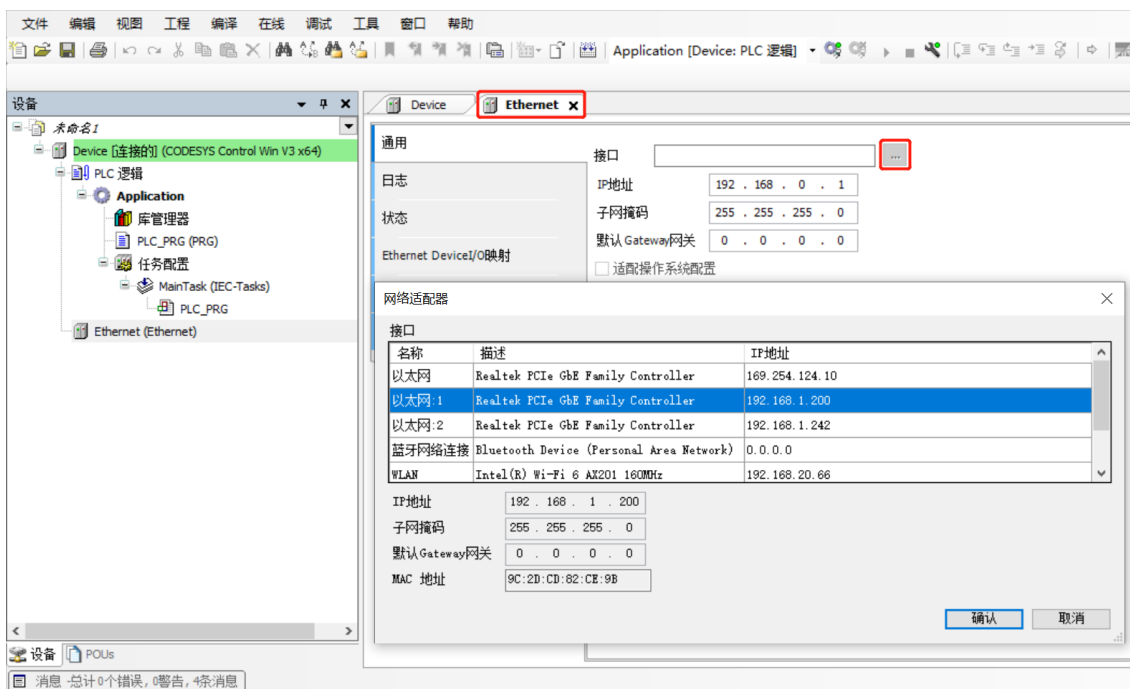 文件 编辑 视图 工程 编译 在线 调试 工具 窗口 帮助
Application [Device: PLC 逻辑]
设备
未命名1
Device [连接的] (CODESYS Control Win V3 x64)
PLC 逻辑
Application
库管理器
PLC_PRG (PRG)
任务配置
MainTask (IEC-Tasks)
PLC_PRG
Ethernet (Ethernet)
设备 POUs
消息 -总计0个错误, 0警告, 4条消息
Device Ethernet
通用
日志
状态
Ethernet DeviceI/O映射
接口 ...
IP地址 192 . 168 . 0 . 1
子网掩码 255 . 255 . 255 . 0
默认Gateway网关 0 . 0 . 0 . 0
适配操作系统配置
网络适配器
接口
名称 描述 IP地址
以太网 Realtek PCIe GbE Family Controller 169.254.124.10
以太网:1 Realtek PCIe GbE Family Controller 192.168.1.200
以太网:2 Realtek PCIe GbE Family Controller 192.168.1.242
蓝牙网络连接 Bluetooth Device (Personal Area Network) 0.0.0.0
WLAN Intel(R) Wi-Fi 6 AX201 160MHz 192.168.20.66
IP地址 192 . 168 . 1 . 200
子网掩码 255 . 255 . 255 . 0
默认Gateway网关 0 . 0 . 0 . 0
MAC 地址 9C:2D:CD:82:CE:9B
确认 取消